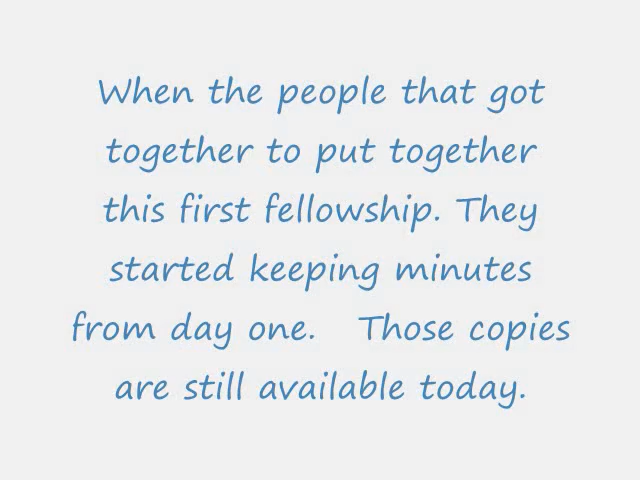 When the people that got
together to put together
this first fellowship. They
started keeping minutes
from day one.   Those copies
are still available today.